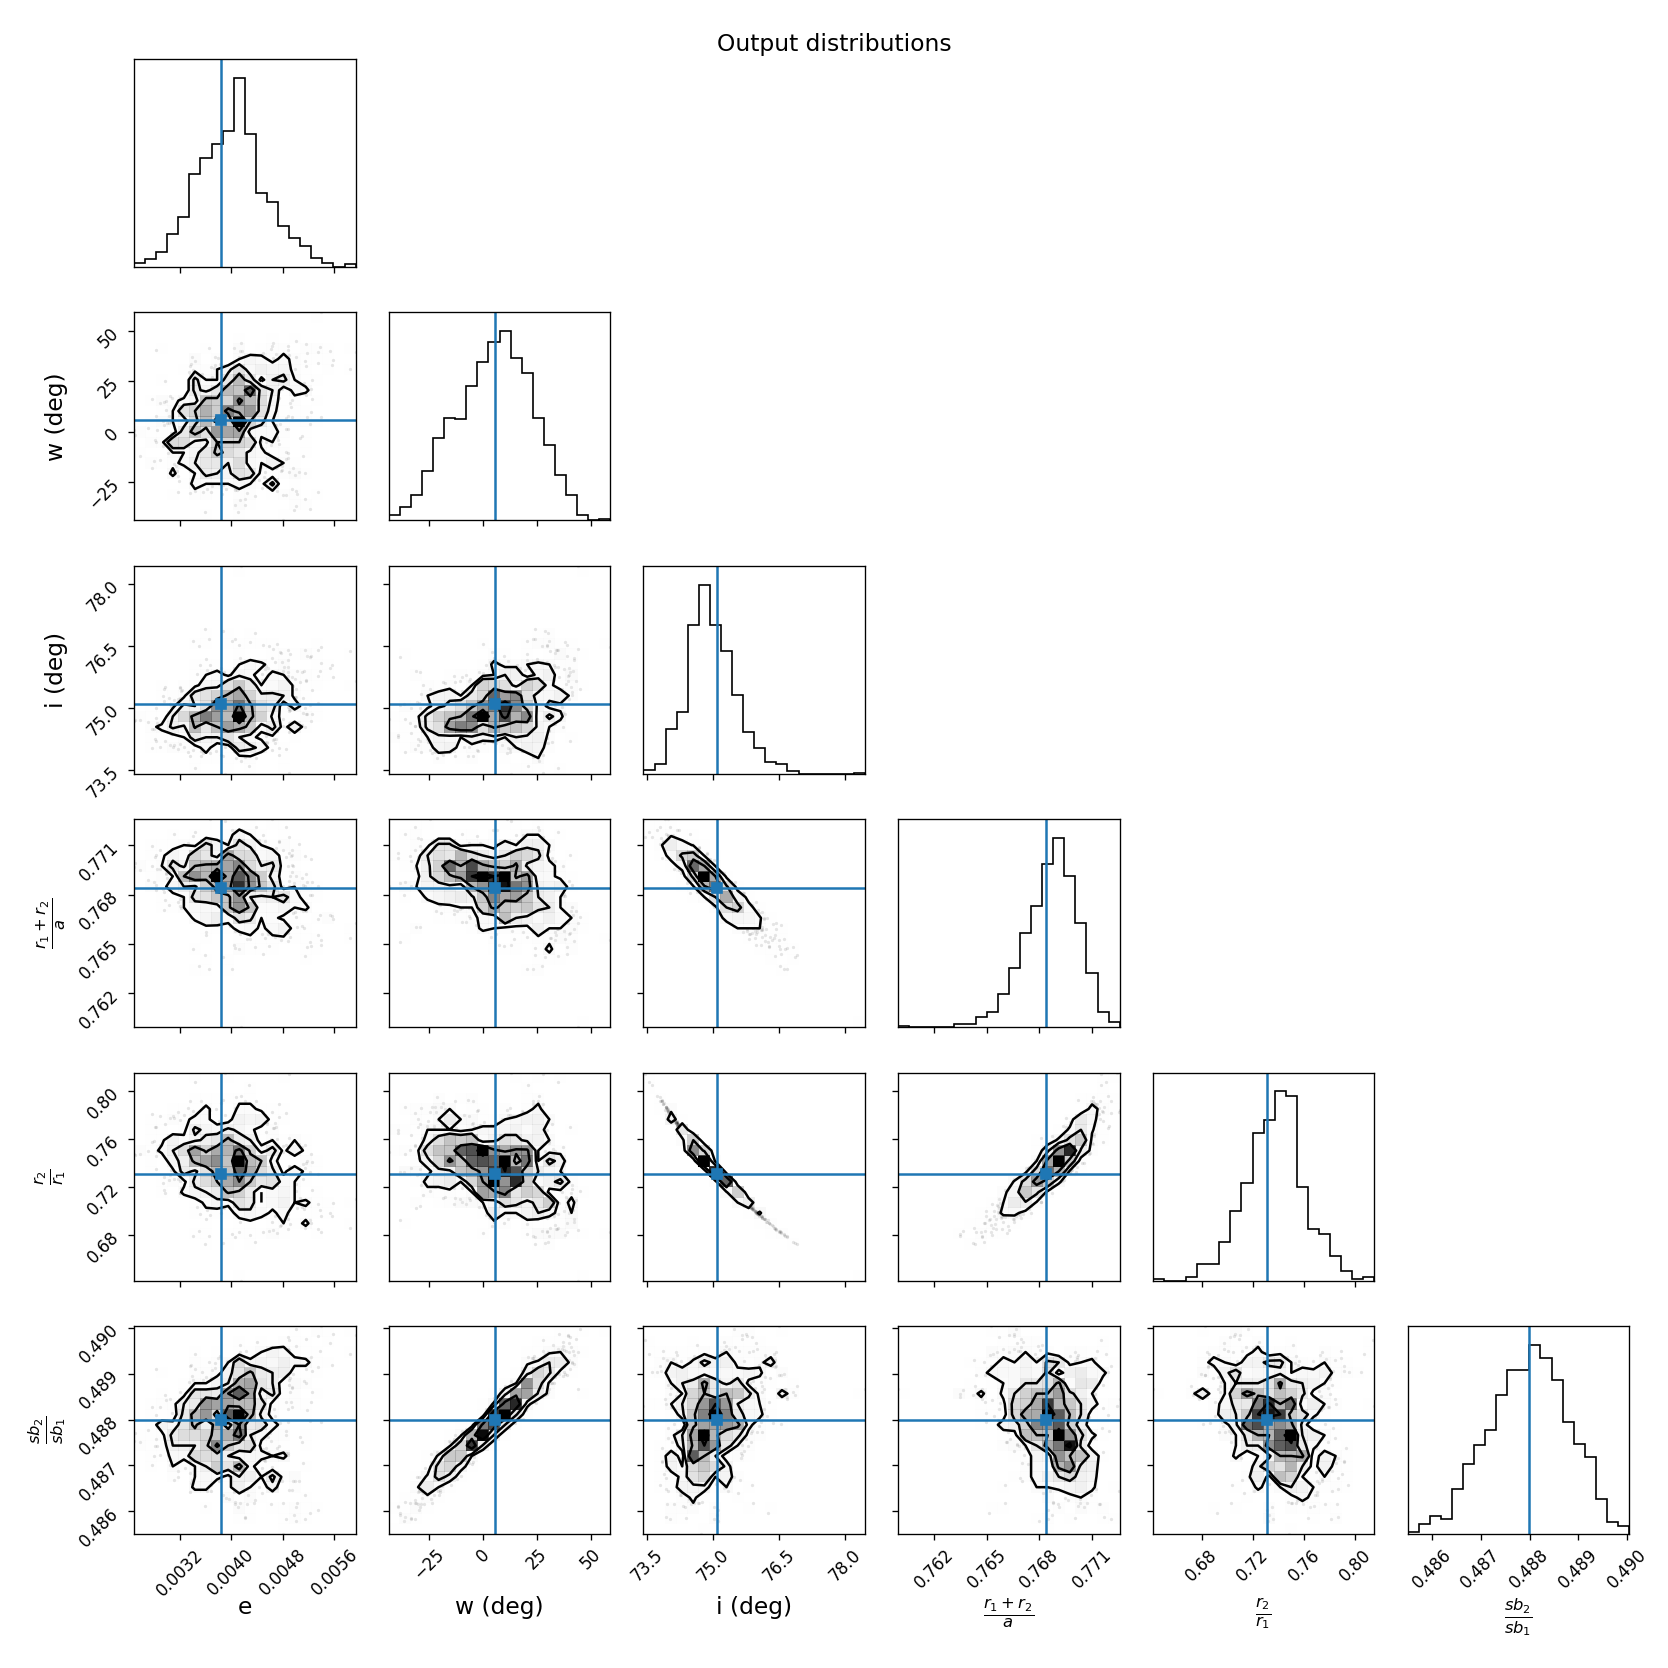 Output distributions
w (deg)
50
25
0
−25
i (deg)
78.0
76.5
75.0
73.5
r₁ + r₂
a
0.771
0.768
0.765
0.762
r₂
r₁
0.80
0.76
0.72
0.68
sb₂
sb₁
0.490
0.489
0.488
0.487
0.486
0.0032 0.0040 0.0048 0.0056
−25 0 25 50
73.5 75.0 76.5 78.0
0.762 0.765 0.768 0.771
0.68 0.72 0.76 0.80
0.486 0.487 0.488 0.489 0.490
e
w (deg)
i (deg)
r₁ + r₂
a
r₂
r₁
sb₂
sb₁